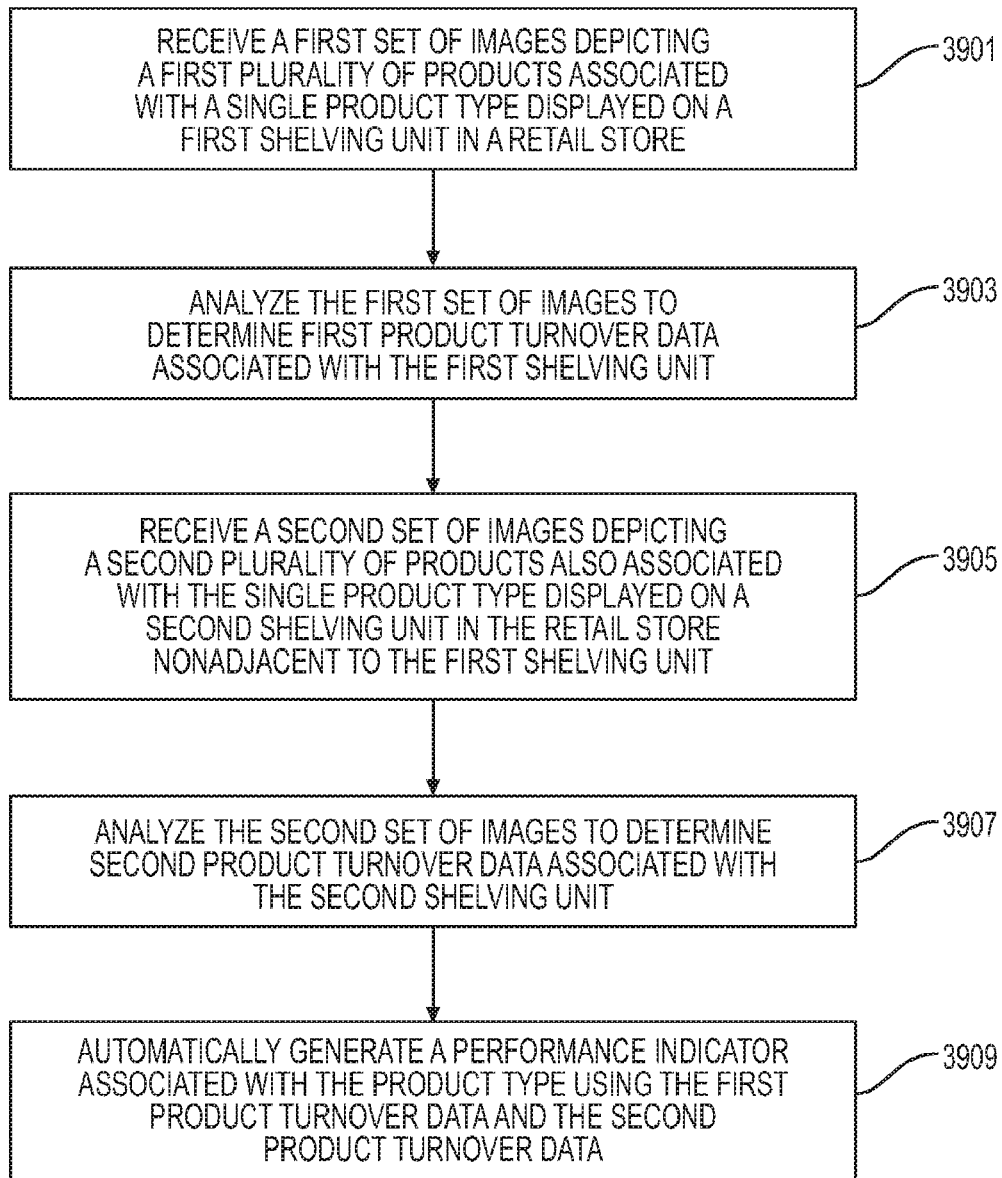 RECEIVE A FIRST SET OF IMAGES DEPICTING
A FIRST PLURALITY OF PRODUCTS ASSOCIATED
WITH A SINGLE PRODUCT TYPE DISPLAYED ON A
FIRST SHELVING UNIT IN A RETAIL STORE
3901
ANALYZE THE FIRST SET OF IMAGES TO
DETERMINE FIRST PRODUCT TURNOVER DATA
ASSOCIATED WITH THE FIRST SHELVING UNIT
3903
RECEIVE A SECOND SET OF IMAGES DEPICTING
A SECOND PLURALITY OF PRODUCTS ALSO ASSOCIATED
WITH THE SINGLE PRODUCT TYPE DISPLAYED ON A
SECOND SHELVING UNIT IN THE RETAIL STORE
NONADJACENT TO THE FIRST SHELVING UNIT
3905
ANALYZE THE SECOND SET OF IMAGES TO DETERMINE
SECOND PRODUCT TURNOVER DATA ASSOCIATED WITH
THE SECOND SHELVING UNIT
3907
AUTOMATICALLY GENERATE A PERFORMANCE INDICATOR
ASSOCIATED WITH THE PRODUCT TYPE USING THE FIRST
PRODUCT TURNOVER DATA AND THE SECOND
PRODUCT TURNOVER DATA.
3909